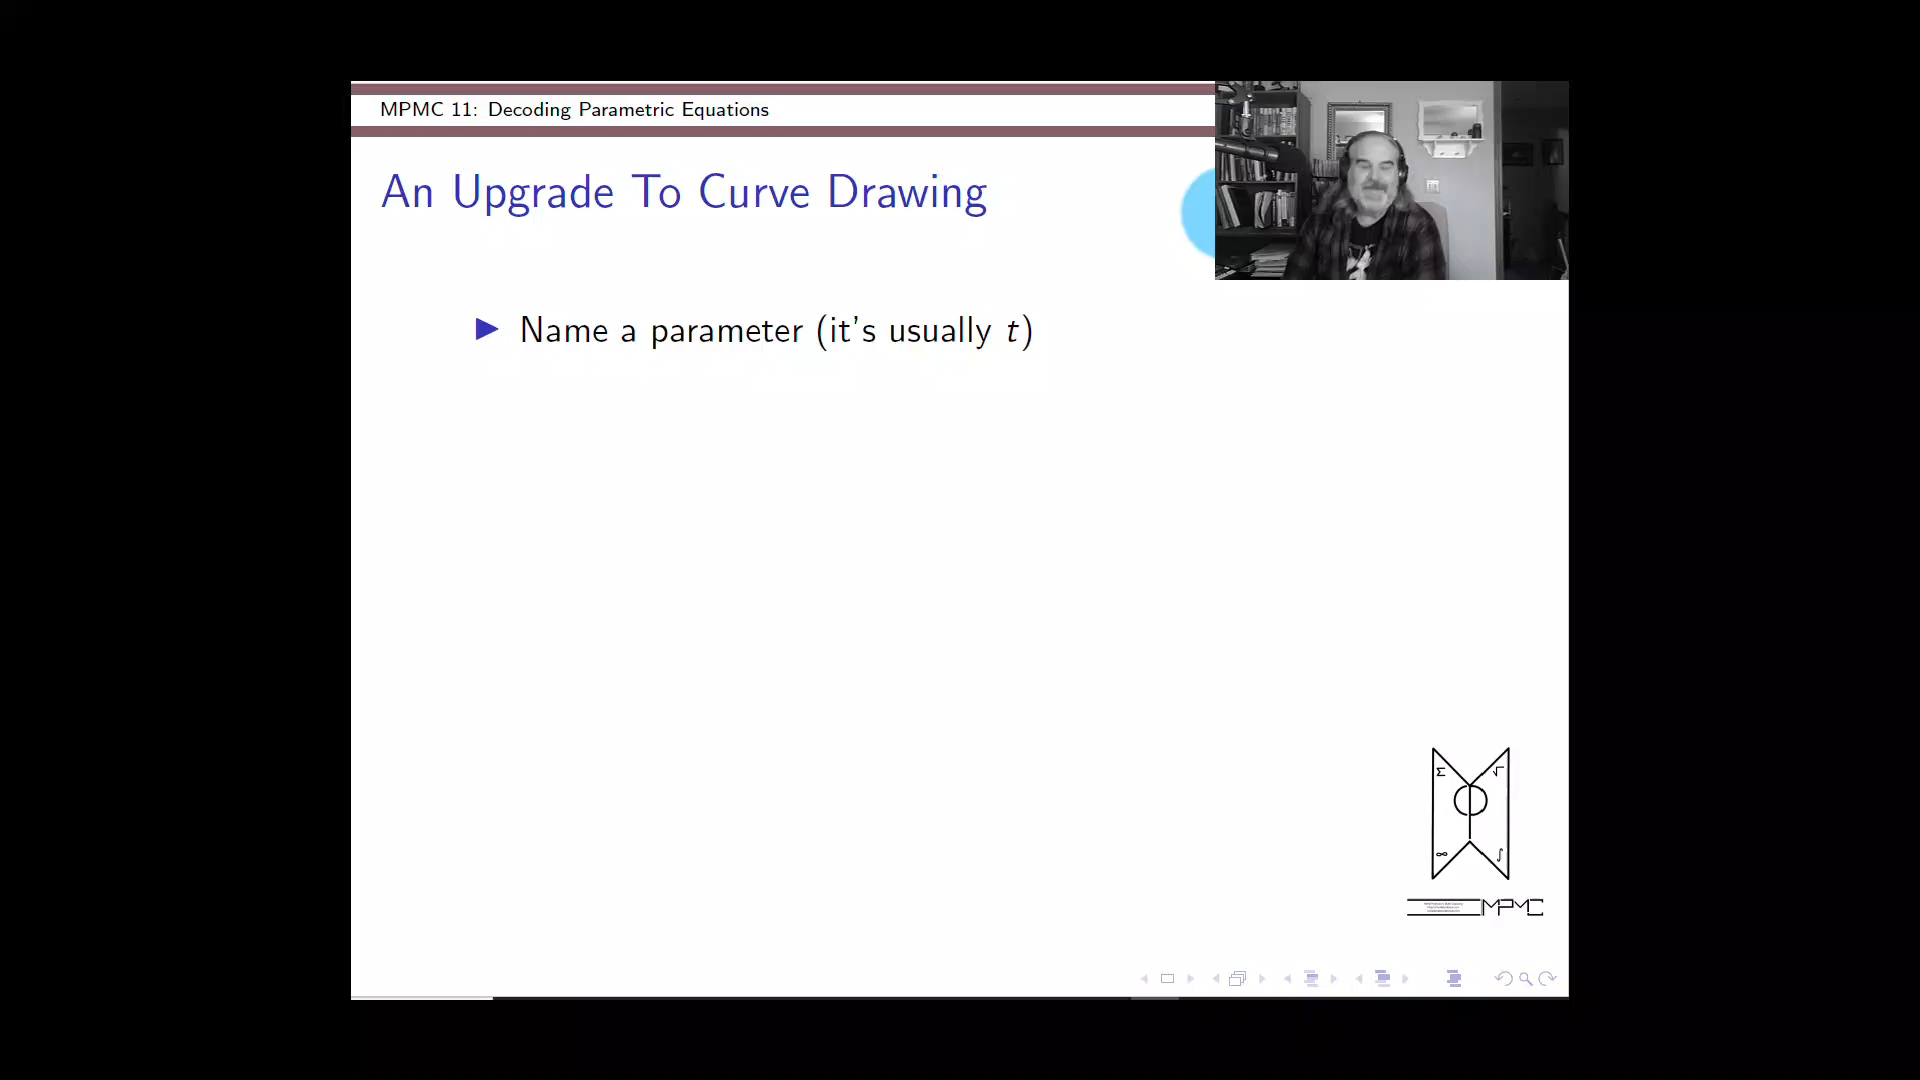 MPMC 11: Decoding Parametric Equations
An Upgrade To Curve Drawing
▶ Name a parameter (it's usually t)
Σ √
∞ ∫
MPMC